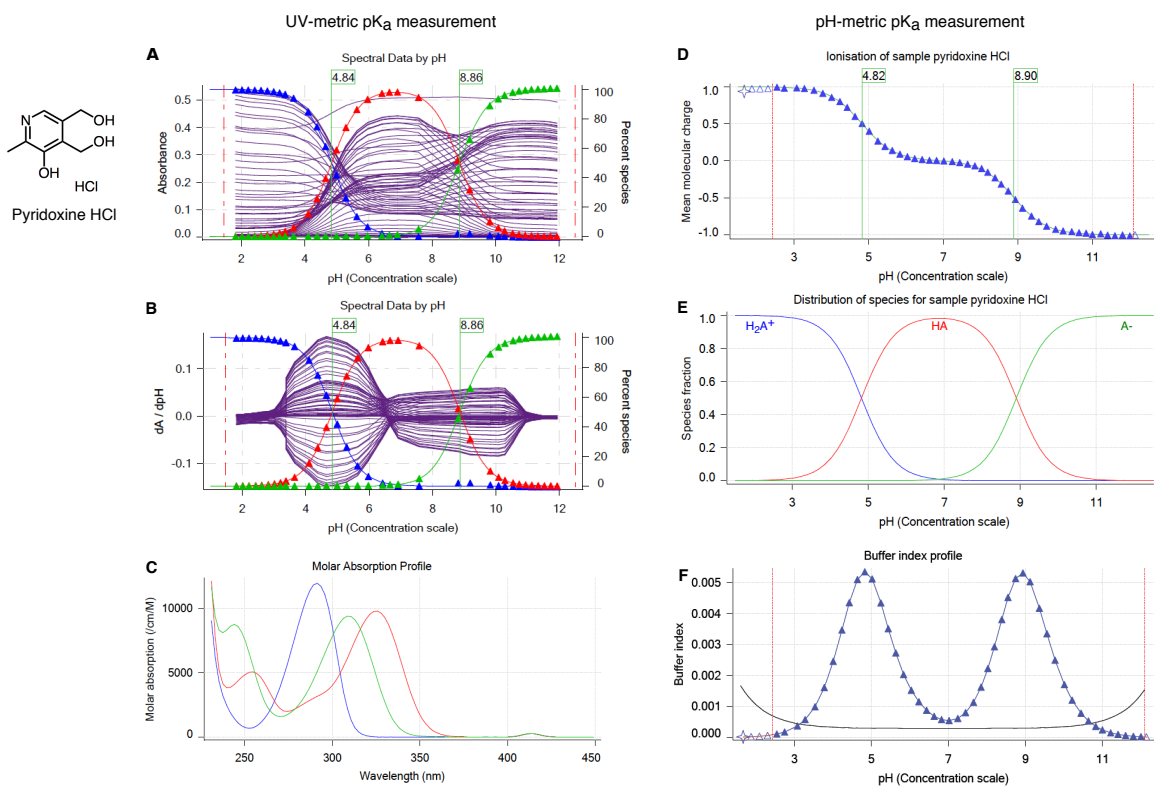 UV-metric pKa measurement
pH-metric pKa measurement
N
OH
OH
OH
HCl
Pyridoxine HCl
A
Spectral Data by pH
4.84
8.86
Absorbance
0.5
0.4
0.3
0.2
0.1
0.0
100
80
60
40
20
0
Percent species
2
4
6
8
10
12
pH (Concentration scale)
B
Spectral Data by pH
4.84
8.86
dA / dpH
0.1
0.0
-0.1
100
80
60
40
20
0
Percent species
2
4
6
8
10
12
pH (Concentration scale)
C
Molar Absorption Profile
Molar absorption (/cm/M)
10000
5000
0
250
300
350
400
450
Wavelength (nm)
D
Ionisation of sample pyridoxine HCl
4.82
8.90
Mean molecular charge
1.0
0.5
0.0
-0.5
-1.0
3
5
7
9
11
pH (Concentration scale)
E
Distribution of species for sample pyridoxine HCl
H₂A⁺
HA
A-
Species fraction
1.0
0.8
0.6
0.4
0.2
0.0
3
5
7
9
11
pH (Concentration scale)
F
Buffer index profile
Buffer index
0.005
0.004
0.003
0.002
0.001
0.000
3
5
7
9
11
pH (Concentration scale)